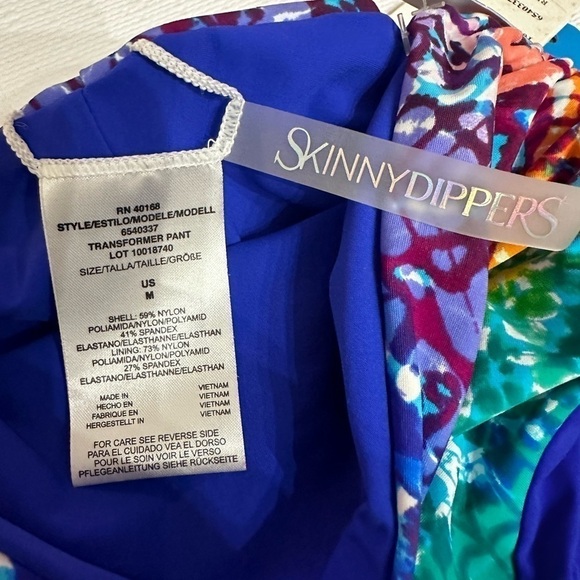 SKINNYDIPPERS
RN 40168
STYLE/ESTILO/MODELE/MODELL
6540337
TRANSFORMER PANT
LOT 10018740
SIZE/TALLA/TAILLE/GRÖßE
US
M
SHELL: 59% NYLON
POLIAMIDA/NYLON/POLYAMID
41% SPANDEX
ELASTANO/ELASTHANNE/ELASTHAN
LINING: 73% NYLON
POLIAMIDA/NYLON/POLYAMID
27% SPANDEX
ELASTANO/ELASTHANNE/ELASTHAN
MADE IN VIETNAM
HECHO EN VIETNAM
FABRIQUE EN VIETNAM
HERGESTELLT IN VIETNAM
FOR CARE SEE REVERSE SIDE
PARA EL CUIDADO VEA EL DORSO
POUR LE SOIN VOIR LE VERSO
PFLEGEANLEITUNG SIEHE RÜCKSEITE